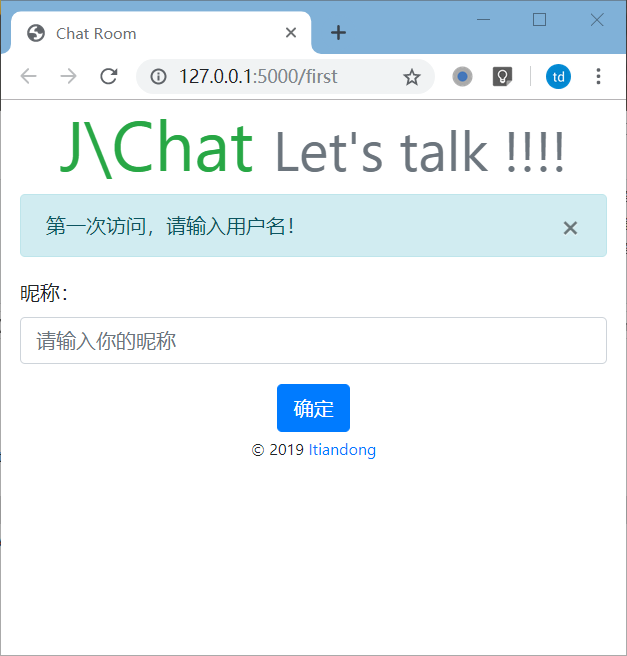 Chat Room
127.0.0.1:5000/first
td
J\Chat Let's talk !!!!
第一次访问，请输入用户名！
昵称：
请输入你的昵称
确定
© 2019 Itiandong